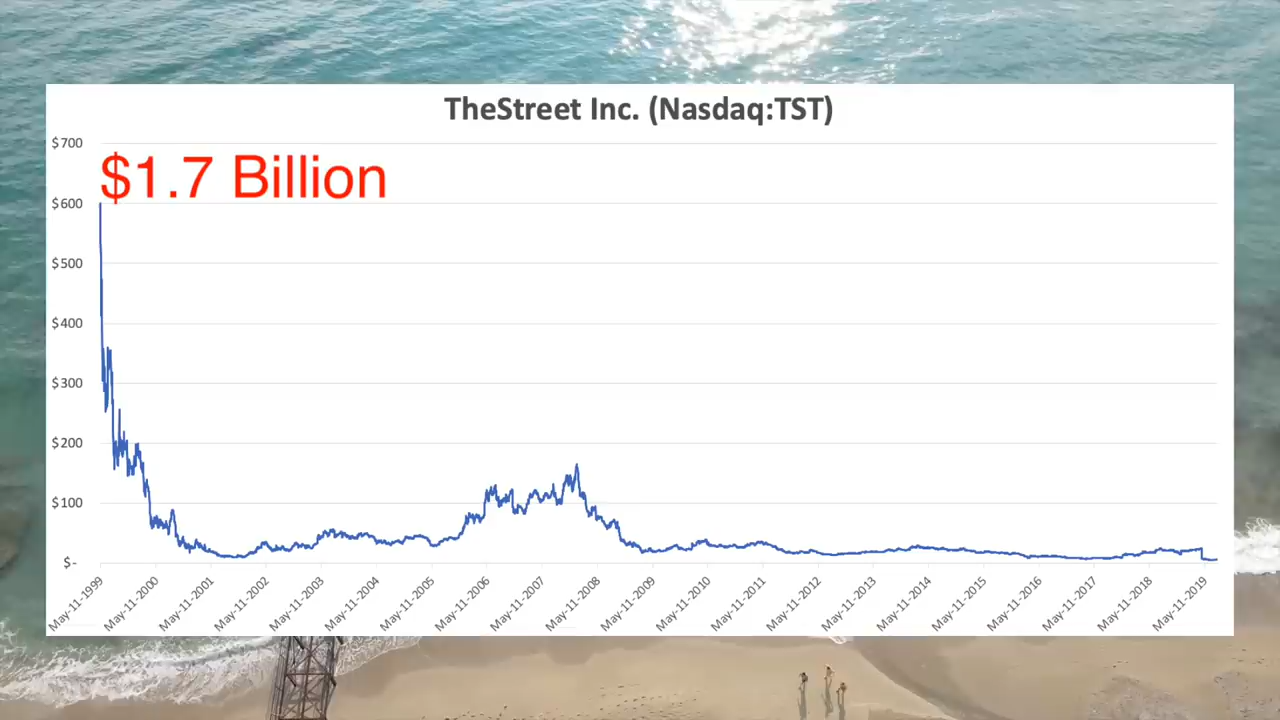 TheStreet Inc. (Nasdaq:TST)
$700
$1.7 Billion
$600
$500
$400
$300
$200
$100
$-
May-11-1999
May-11-2000
May-11-2001
May-11-2002
May-11-2003
May-11-2004
May-11-2005
May-11-2006
May-11-2007
May-11-2008
May-11-2009
May-11-2010
May-11-2011
May-11-2012
May-11-2013
May-11-2014
May-11-2015
May-11-2016
May-11-2017
May-11-2018
May-11-2019